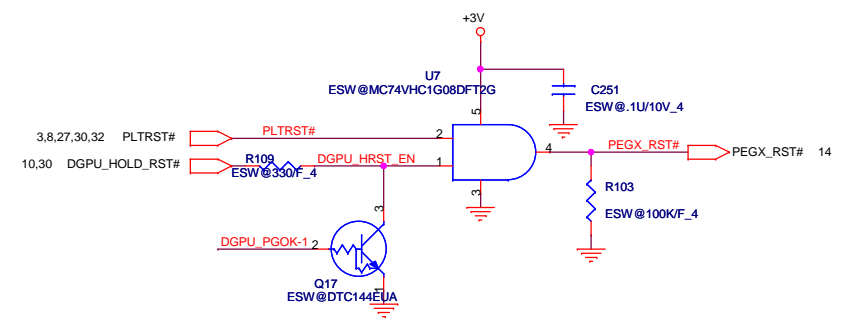 +3V
U7
ESW@MC74VHC1G08DFT2G
5
C251
ESW@.1U/10V_4
3,8,27,30,32 PLTRST#
PLTRST#
2
10,30 DGPU_HOLD_RST#
R109
ESW@330/F_4
DGPU_HRST_EN
1
4
PEGX_RST#
PEGX_RST# 14
3
R103
ESW@100K/F_4
3
DGPU_PGOK-1
2
Q17
ESW@DTC144EUA
1